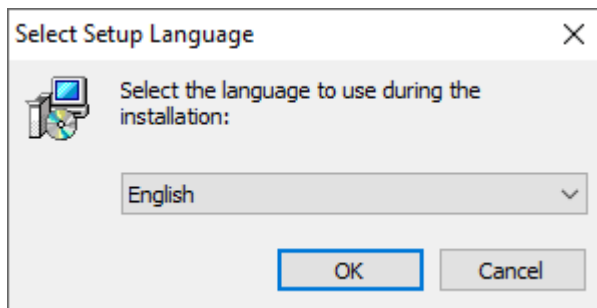 Select Setup Language
Select the language to use during the
installation:
English
OK
Cancel